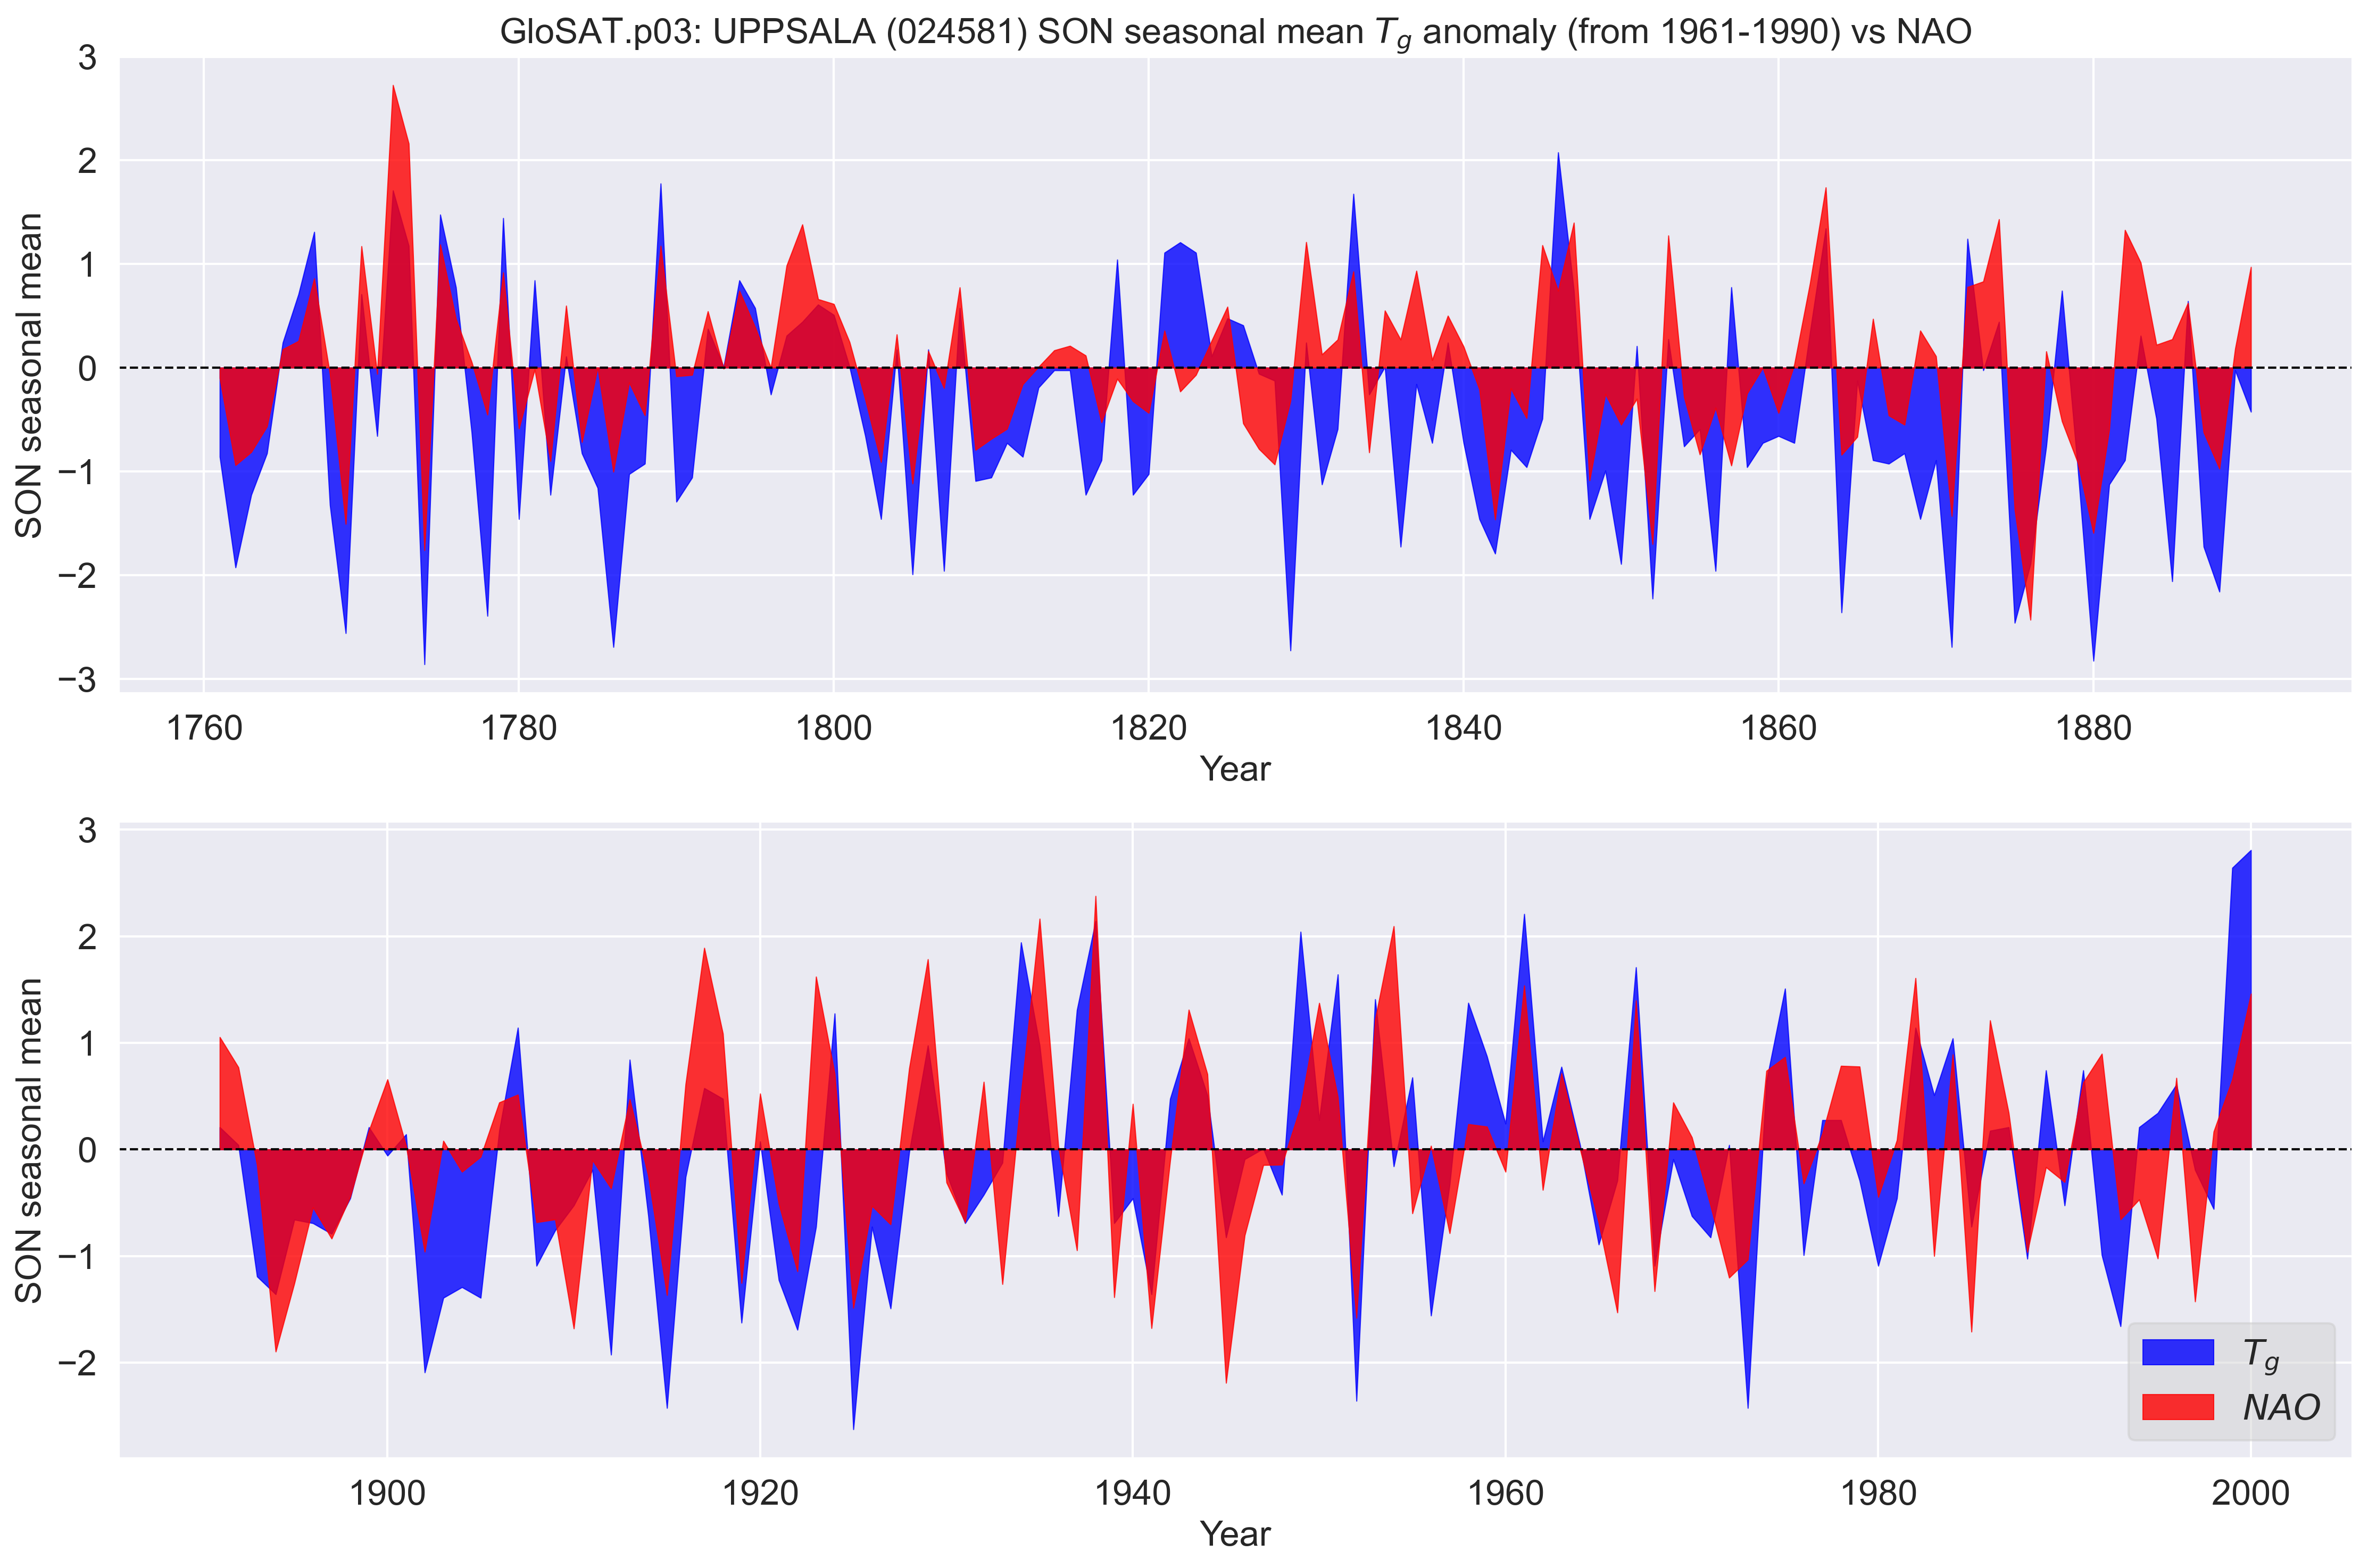 GloSAT.p03: UPPSALA (024581) SON seasonal mean Tg anomaly (from 1961-1990) vs NAO
SON seasonal mean
3
2
1
0
−1
−2
−3
1760 1780 1800 1820 1840 1860 1880
Year
SON seasonal mean
3
2
1
0
−1
−2
Tg
NAO
1900 1920 1940 1960 1980 2000
Year